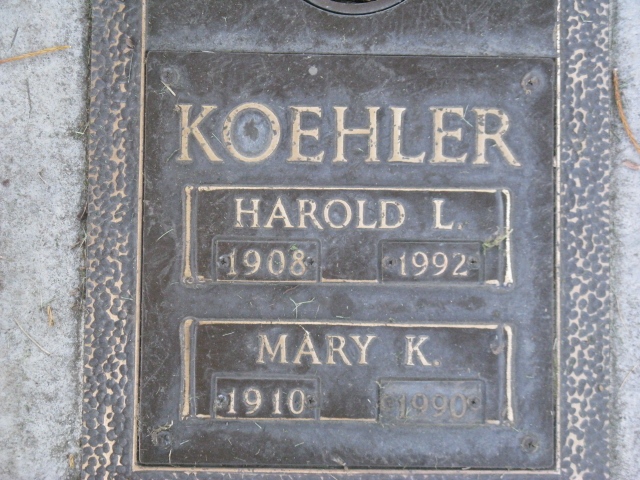 KOEHLER
HAROLD L.
1908 1992
MARY K.
1910 1990